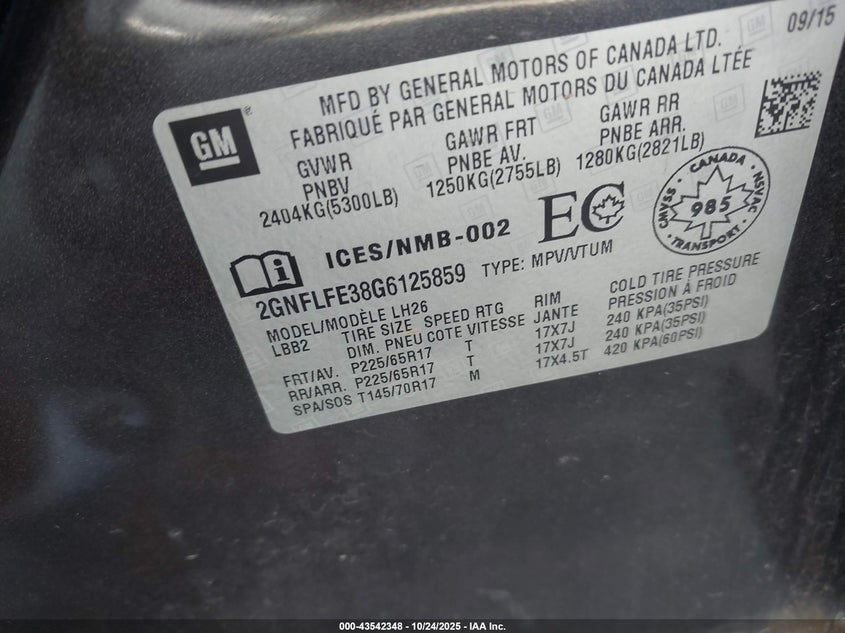 09/15
MFD BY GENERAL MOTORS OF CANADA LTD.
FABRIQUÉ PAR GENERAL MOTORS DU CANADA LTÉE
GM
GVWR GAWR FRT GAWR RR
PNBV PNBE AV. PNBE ARR.
2404KG(5300LB) 1250KG(2755LB) 1280KG(2821LB)
ICES/NMB-002 EC
CANADA
CMVSS 985 NSVAC
TRANSPORT
2GNFLFE38G6125859 TYPE: MPV/VTUM
MODEL/MODÈLE LH26
LBB2
TIRE SIZE SPEED RTG RIM COLD TIRE PRESSURE
DIM. PNEU COTE VITESSE JANTE PRESSION À FROID
FRT/AV. P225/65R17 T 17X7J 240 KPA(35PSI)
RR/ARR. P225/65R17 T 17X7J 240 KPA(35PSI)
SPA/SOS T145/70R17 M 17X4.5T 420 KPA(60PSI)
000-43542348 - 10/24/2025 - IAA Inc.